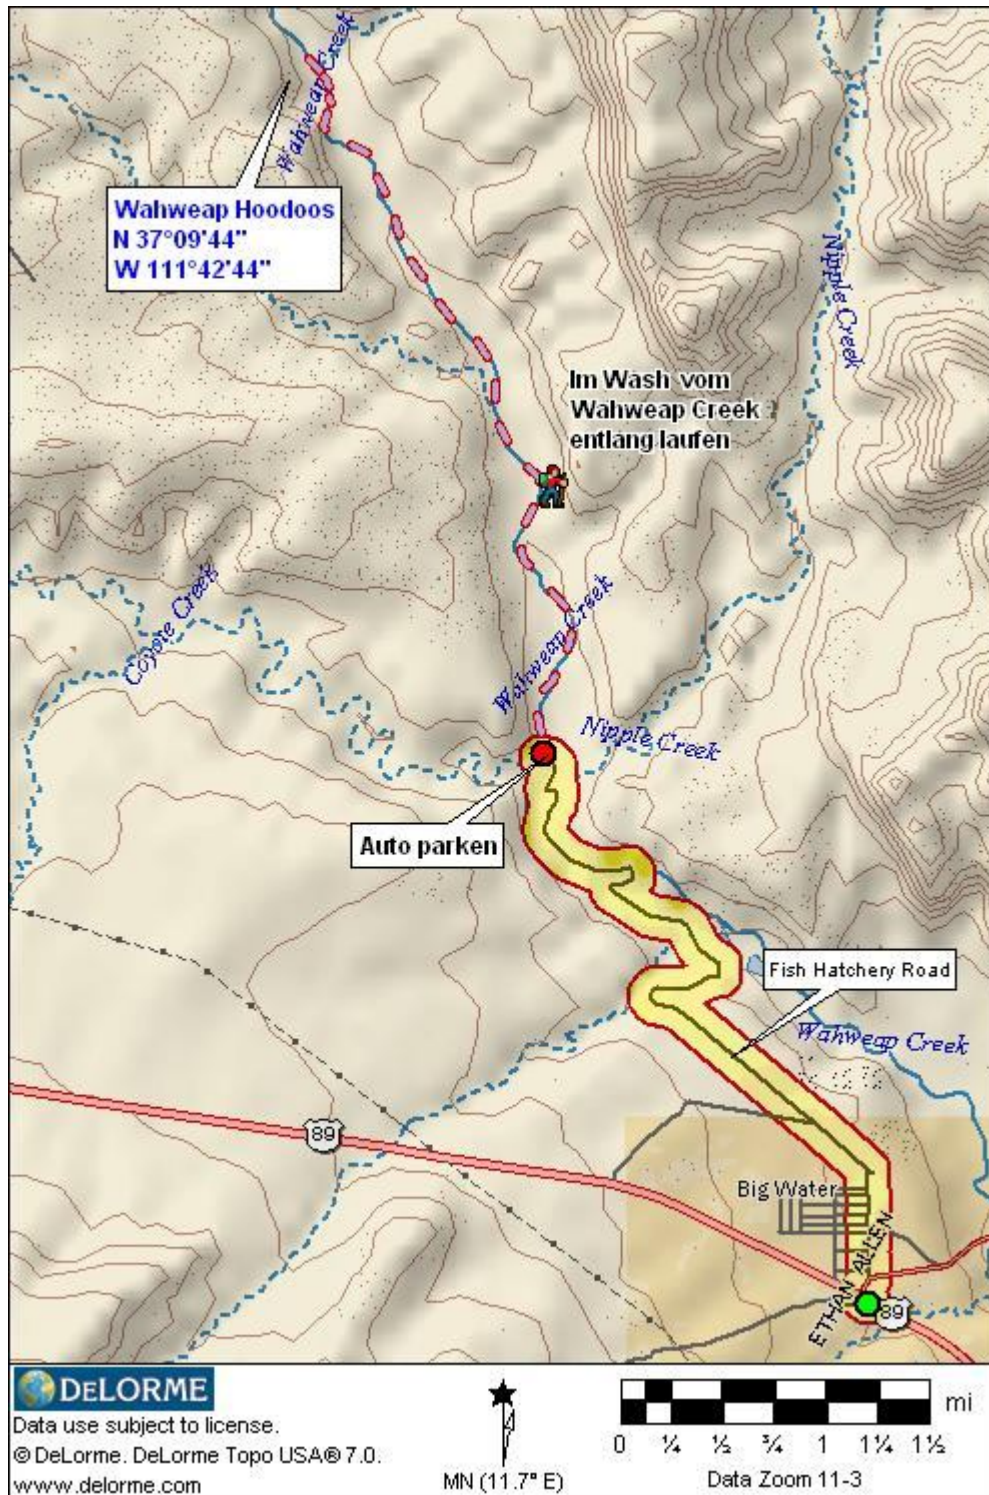 Wahweap Creek
Wahweap Hoodoos
N 37°09'44"
W 111°42'44"
Nipple Creek
Im Wash vom
Wahweap Creek
entlang laufen
Coyote Creek
Wahweap Creek
Nipple Creek
Auto parken
Fish Hatchery Road
Wahweap Creek
89
Big Water
ETHAN ALLEN
89
DELORME
Data use subject to license.
© DeLorme. DeLorme Topo USA® 7.0.
www.delorme.com
MN (11.7° E)
mi
0 ¼ ½ ¾ 1 1¼ 1½
Data Zoom 11-3